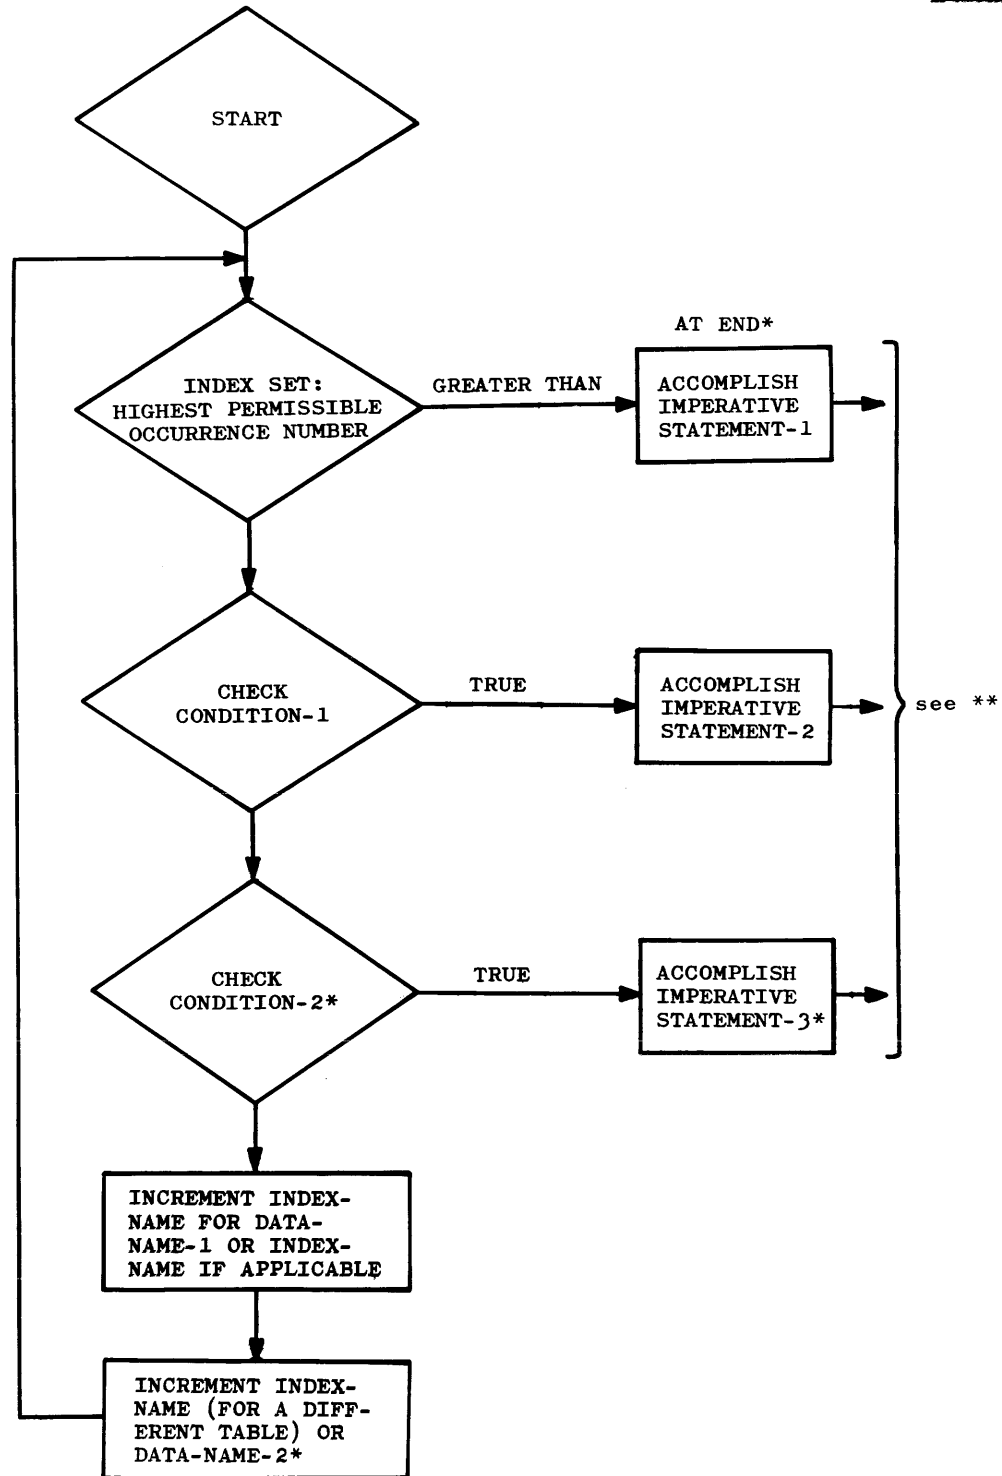 START
INDEX SET:
HIGHEST PERMISSIBLE
OCCURRENCE NUMBER
GREATER THAN
AT END*
ACCOMPLISH
IMPERATIVE
STATEMENT-1
CHECK
CONDITION-1
TRUE
ACCOMPLISH
IMPERATIVE
STATEMENT-2
see **
CHECK
CONDITION-2*
TRUE
ACCOMPLISH
IMPERATIVE
STATEMENT-3*
INCREMENT INDEX-
NAME FOR DATA-
NAME-1 OR INDEX-
NAME IF APPLICABLE
INCREMENT INDEX-
NAME (FOR A DIFF-
ERENT TABLE) OR
DATA-NAME-2*